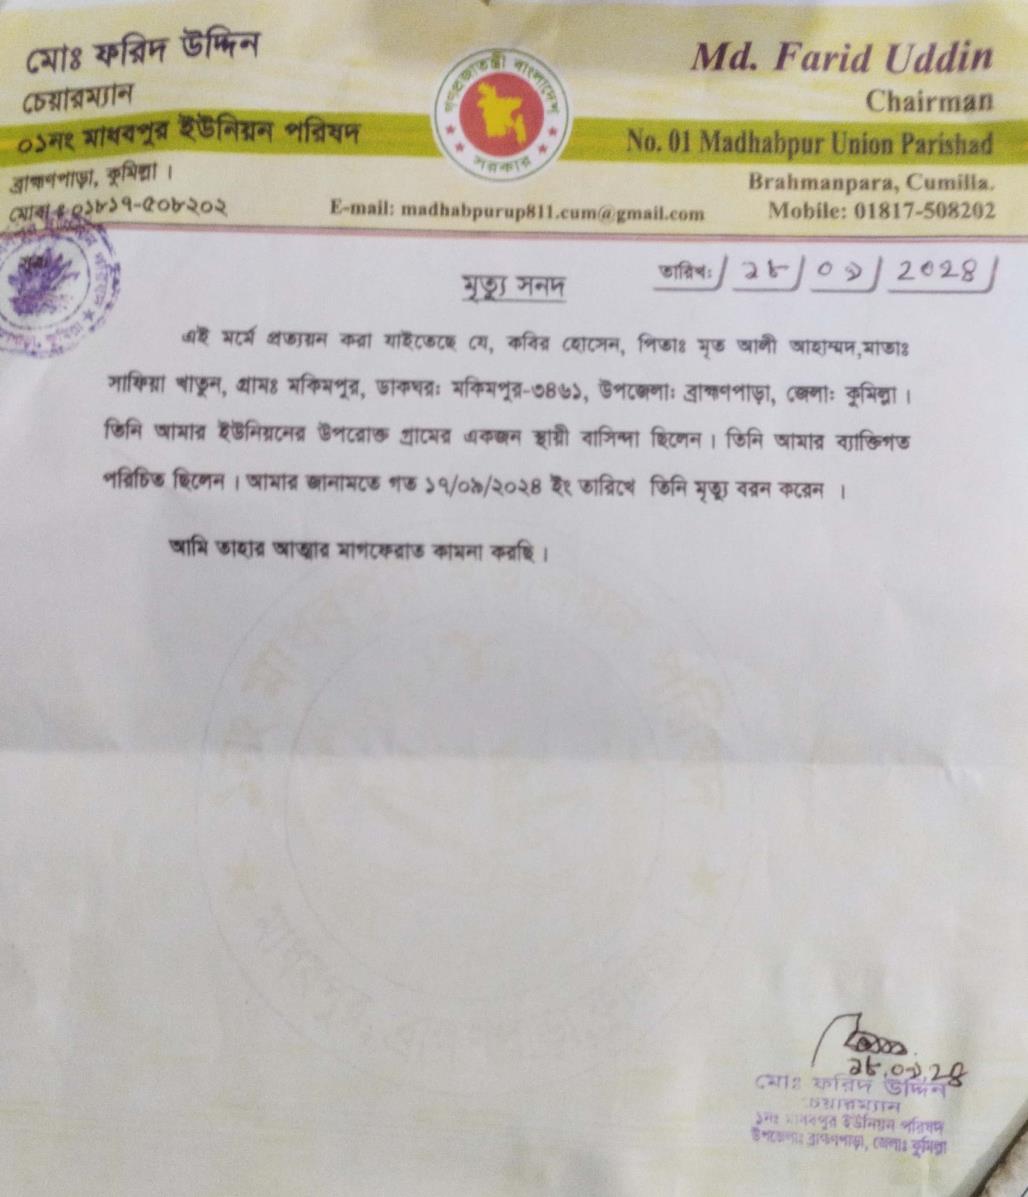 মোঃ ফরিদ উদ্দিন
চেয়ারম্যান
০১নং মাধবপুর ইউনিয়ন পরিষদ
ব্রাহ্মণপাড়া, কুমিল্লা ।
মোবাঃ ০১৮১৭-৫০৮২০২
গণপ্রজাতন্ত্রী বাংলাদেশ
সরকার
Md. Farid Uddin
Chairman
No. 01 Madhabpur Union Parishad
Brahmanpara, Cumilla.
E-mail: madhabpurup811.cum@gmail.com
Mobile: 01817-508202
তারিখঃ / ২৮ / ০৯ / ২০২৪ /
মৃত্যু সনদ
এই মর্মে প্রত্যয়ন করা যাইতেছে যে, কবির হোসেন, পিতাঃ মৃত আলী আহাম্মদ,মাতাঃ
সাফিয়া খাতুন, গ্রামঃ মকিমপুর, ডাকঘর: মকিমপুর-৩৪৬১, উপজেলা: ব্রাহ্মণপাড়া, জেলা: কুমিল্লা ।
তিনি আমার ইউনিয়নের উপরোক্ত গ্রামের একজন স্থায়ী বাসিন্দা ছিলেন । তিনি আমার ব্যাক্তিগত
পরিচিত ছিলেন । আমার জানামতে গত ১৭/০৯/২০২৪ ইং তারিখে তিনি মৃত্যু বরন করেন ।
আমি তাহার আত্মার মাগফেরাত কামনা করছি ।
২৮.০৯.২৪
মোঃ ফরিদ উদ্দিন
চেয়ারম্যান
১নং মাধবপুর ইউনিয়ন পরিষদ
উপজেলাঃ ব্রাহ্মণপাড়া, জেলাঃ কুমিল্লা